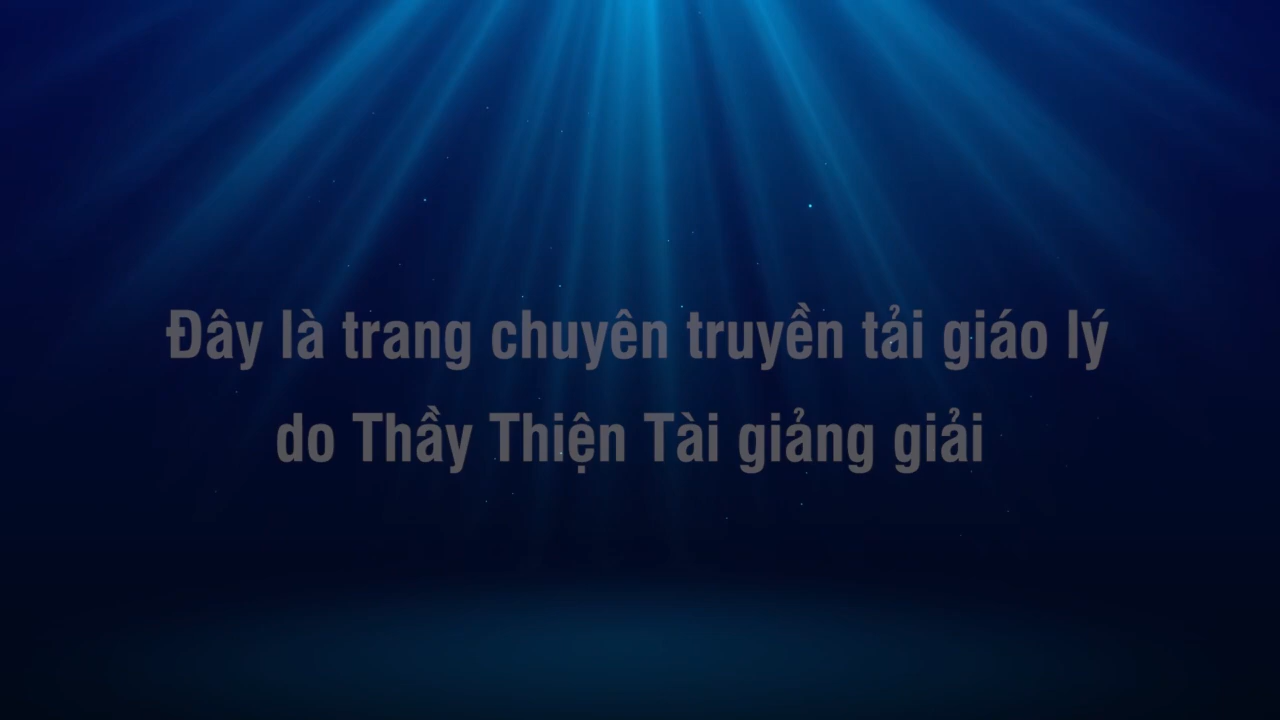 Đây là trang chuyên truyền tải giáo lý
do Thầy Thiện Tài giảng giải